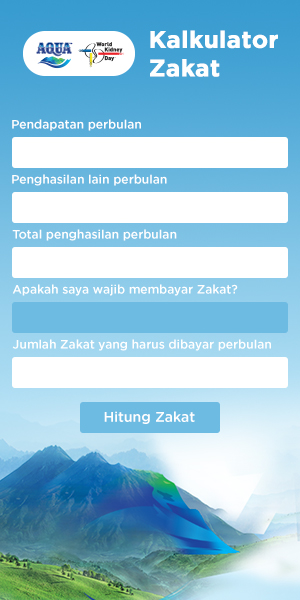 AQUA
World
Kidney
Day
Kalkulator
Zakat
Pendapatan perbulan
Penghasilan lain perbulan
Total penghasilan perbulan
Apakah saya wajib membayar Zakat?
Jumlah Zakat yang harus dibayar perbulan
Hitung Zakat